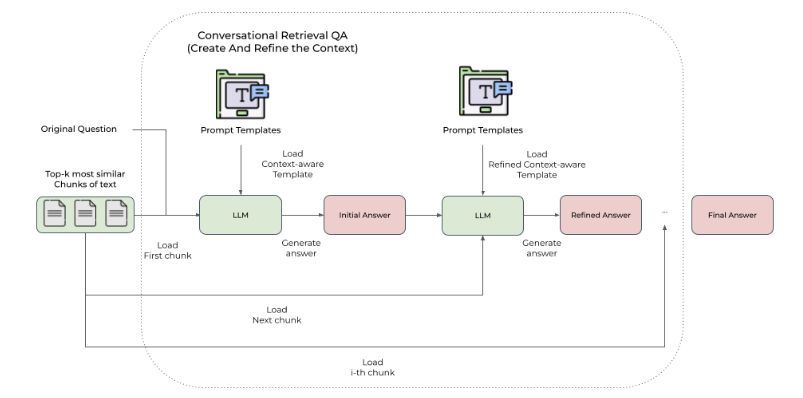 Conversational Retrieval QA
(Create And Refine the Context)
T
T
Prompt Templates
Prompt Templates
Original Question
Load
Context-aware
Template
Load
Refined Context-aware
Template
Top-k most similar
Chunks of text
LLM
Initial Answer
LLM
Refined Answer
...
Final Answer
Load
First chunk
Generate
answer
Generate
answer
Load
Next chunk
Load
i-th chunk